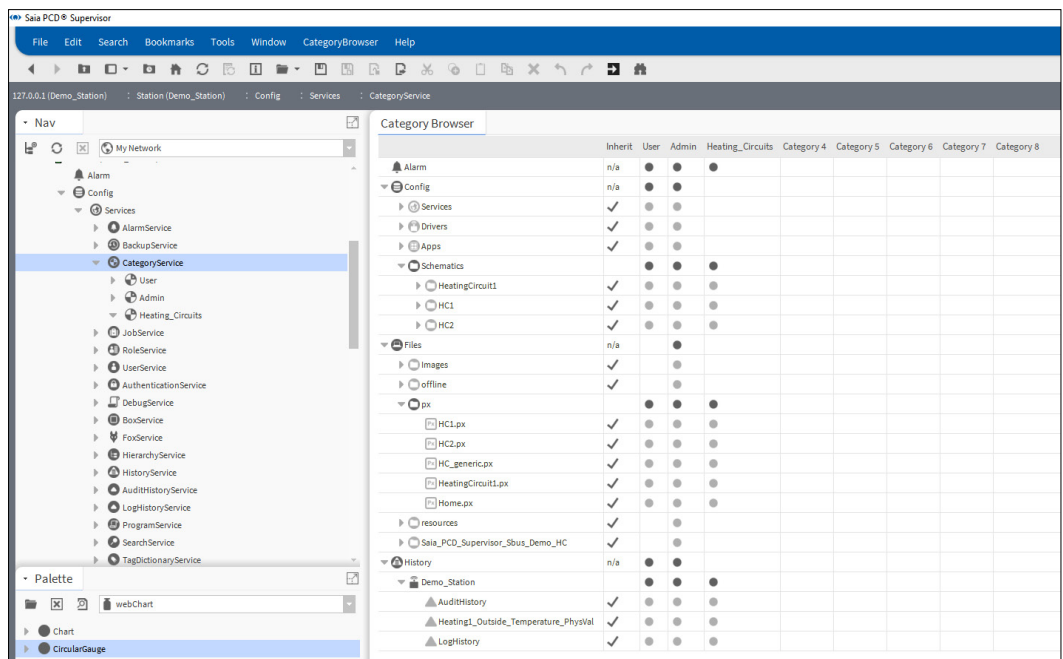 Saia PCD® Supervisor
File Edit Search Bookmarks Tools Window CategoryBrowser Help
127.0.0.1 (Demo_Station) : Station (Demo_Station) : Config : Services : CategoryService
Nav
My Network
Alarm
Config
Services
AlarmService
BackupService
CategoryService
User
Admin
Heating_Circuits
JobService
RoleService
UserService
AuthenticationService
DebugService
BoxService
FoxService
HierarchyService
HistoryService
AuditHistoryService
LogHistoryService
ProgramService
SearchService
TagDictionaryService
Palette
webChart
Chart
CircularGauge
Category Browser
Inherit User Admin Heating_Circuits Category 4 Category 5 Category 6 Category 7 Category 8
Alarm n/a
Config n/a
Services
Drivers
Apps
Schematics
HeatingCircuit1
HC1
HC2
Files n/a
Images
offline
px
Px HC1.px
Px HC2.px
Px HC_generic.px
Px HeatingCircuit1.px
Px Home.px
resources
Saia_PCD_Supervisor_Sbus_Demo_HC
History n/a
Demo_Station
AuditHistory
Heating1_Outside_Temperature_PhysVal
LogHistory